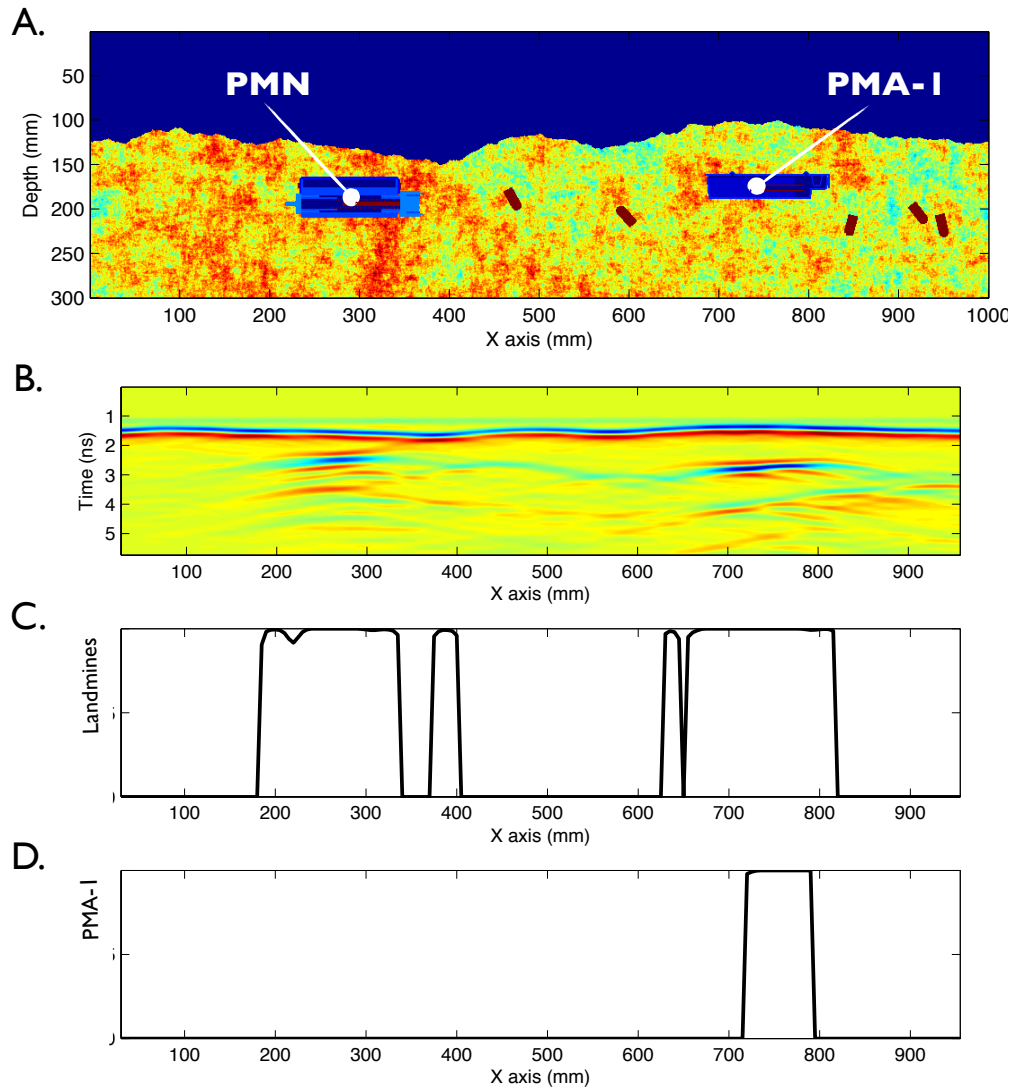 A.
PMN
PMA-1
50
100
150
200
250
300
Depth (mm)
100 200 300 400 500 600 700 800 900 1000
X axis (mm)
B.
1
2
3
4
5
Time (ns)
100 200 300 400 500 600 700 800 900
X axis (mm)
C.
Landmines
100 200 300 400 500 600 700 800 900
X axis (mm)
D.
PMA-1
100 200 300 400 500 600 700 800 900
X axis (mm)